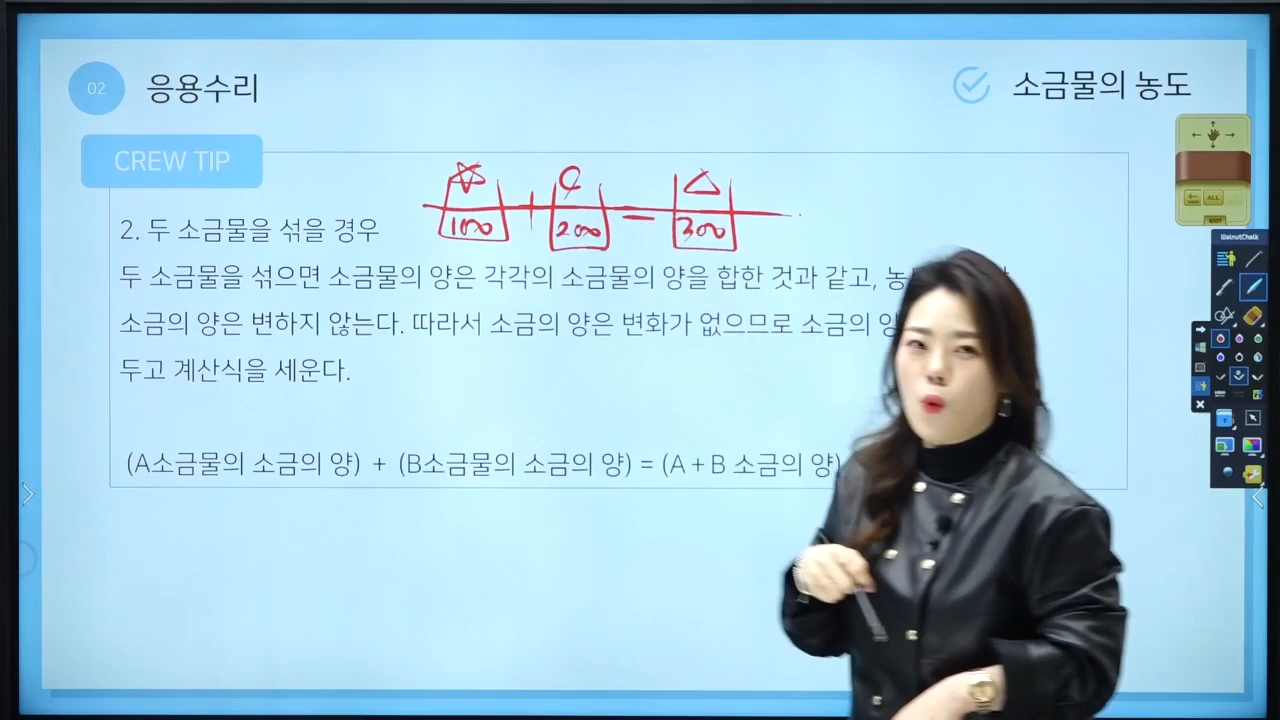 02 응용수리
소금물의 농도
CREW TIP
100 + 200 = 300
2. 두 소금물을 섞을 경우
두 소금물을 섞으면 소금물의 양은 각각의 소금물의 양을 합한 것과 같고,
소금의 양은 변하지 않는다. 따라서 소금의 양은 변화가 없으므로 소금의
두고 계산식을 세운다.
(A소금물의 소금의 양) + (B소금물의 소금의 양) = (A+B 소금의 양)
WalnutChalk
ALL